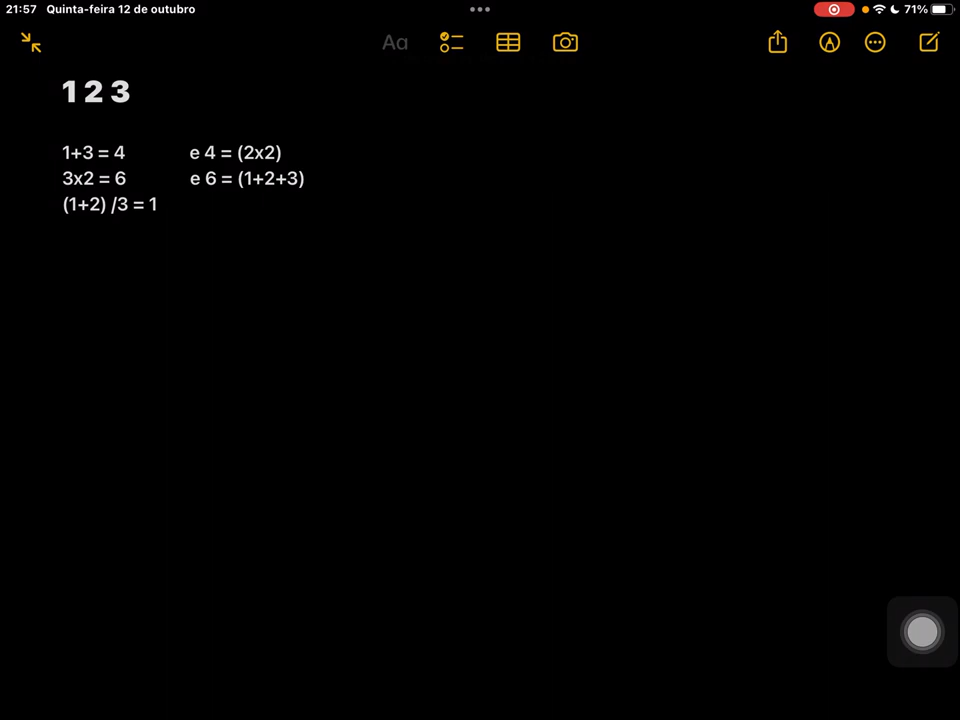 21:57 Quinta-feira 12 de outubro 71%
Aa
1 2 3
1+3 = 4 e 4 = (2x2)
3x2 = 6 e 6 = (1+2+3)
(1+2) /3 = 1